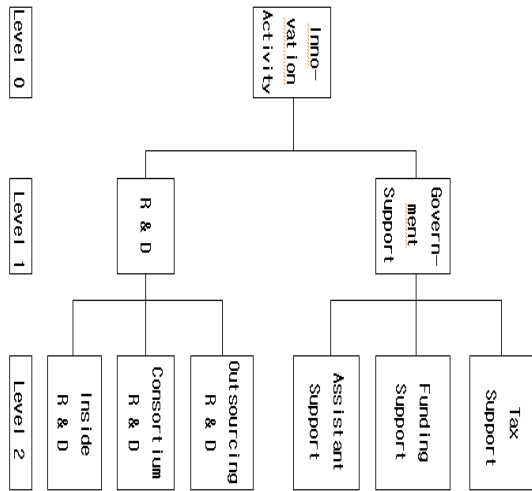 Level 0
Inno-
vation
Activity
Level 1
R & D
Govern-
ment
Support
Level 2
Inside
R & D
Consortium
R & D
Outsourcing
R & D
Assistant
Support
Funding
Support
Tax
Support